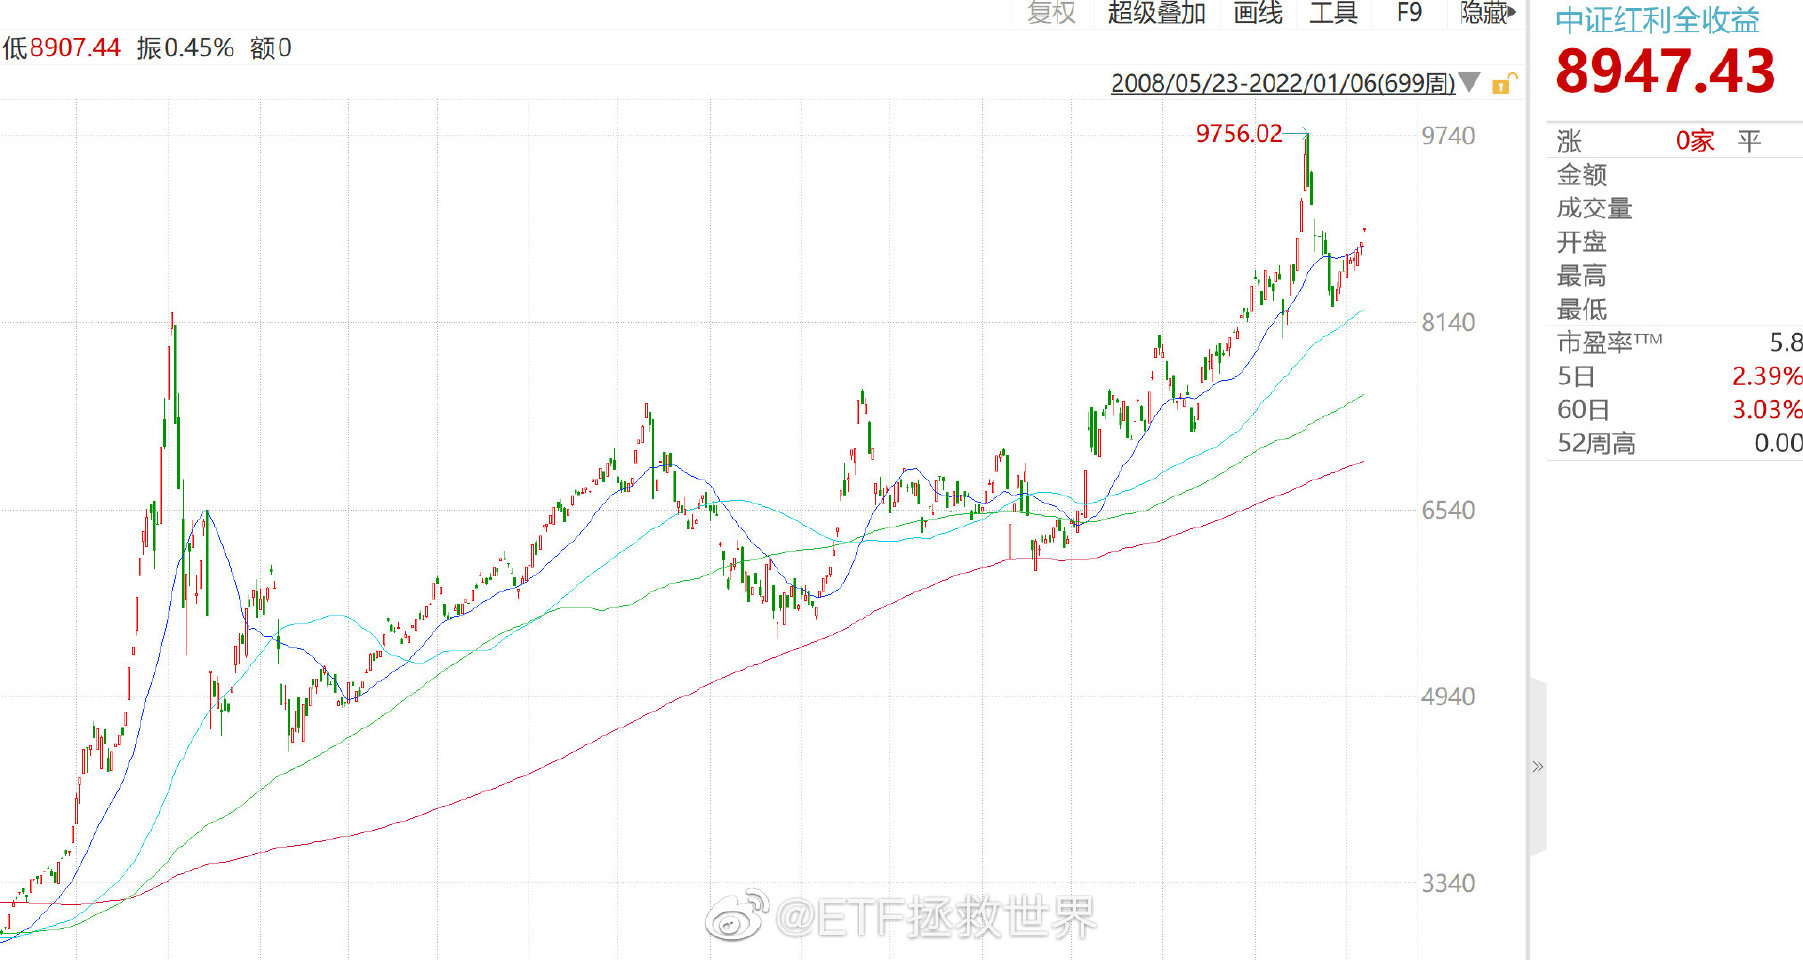 复权 超级叠加 画线 工具 F9 隐藏
低8907.44 振0.45% 额0
2008/05/23-2022/01/06(699周)
9756.02
9740
8140
6540
4940
3340
中证红利全收益
8947.43
涨 0家 平
金额
成交量
开盘
最高
最低
市盈率TTM 5.8
5日 2.39%
60日 3.03%
52周高 0.00
@ETF拯救世界